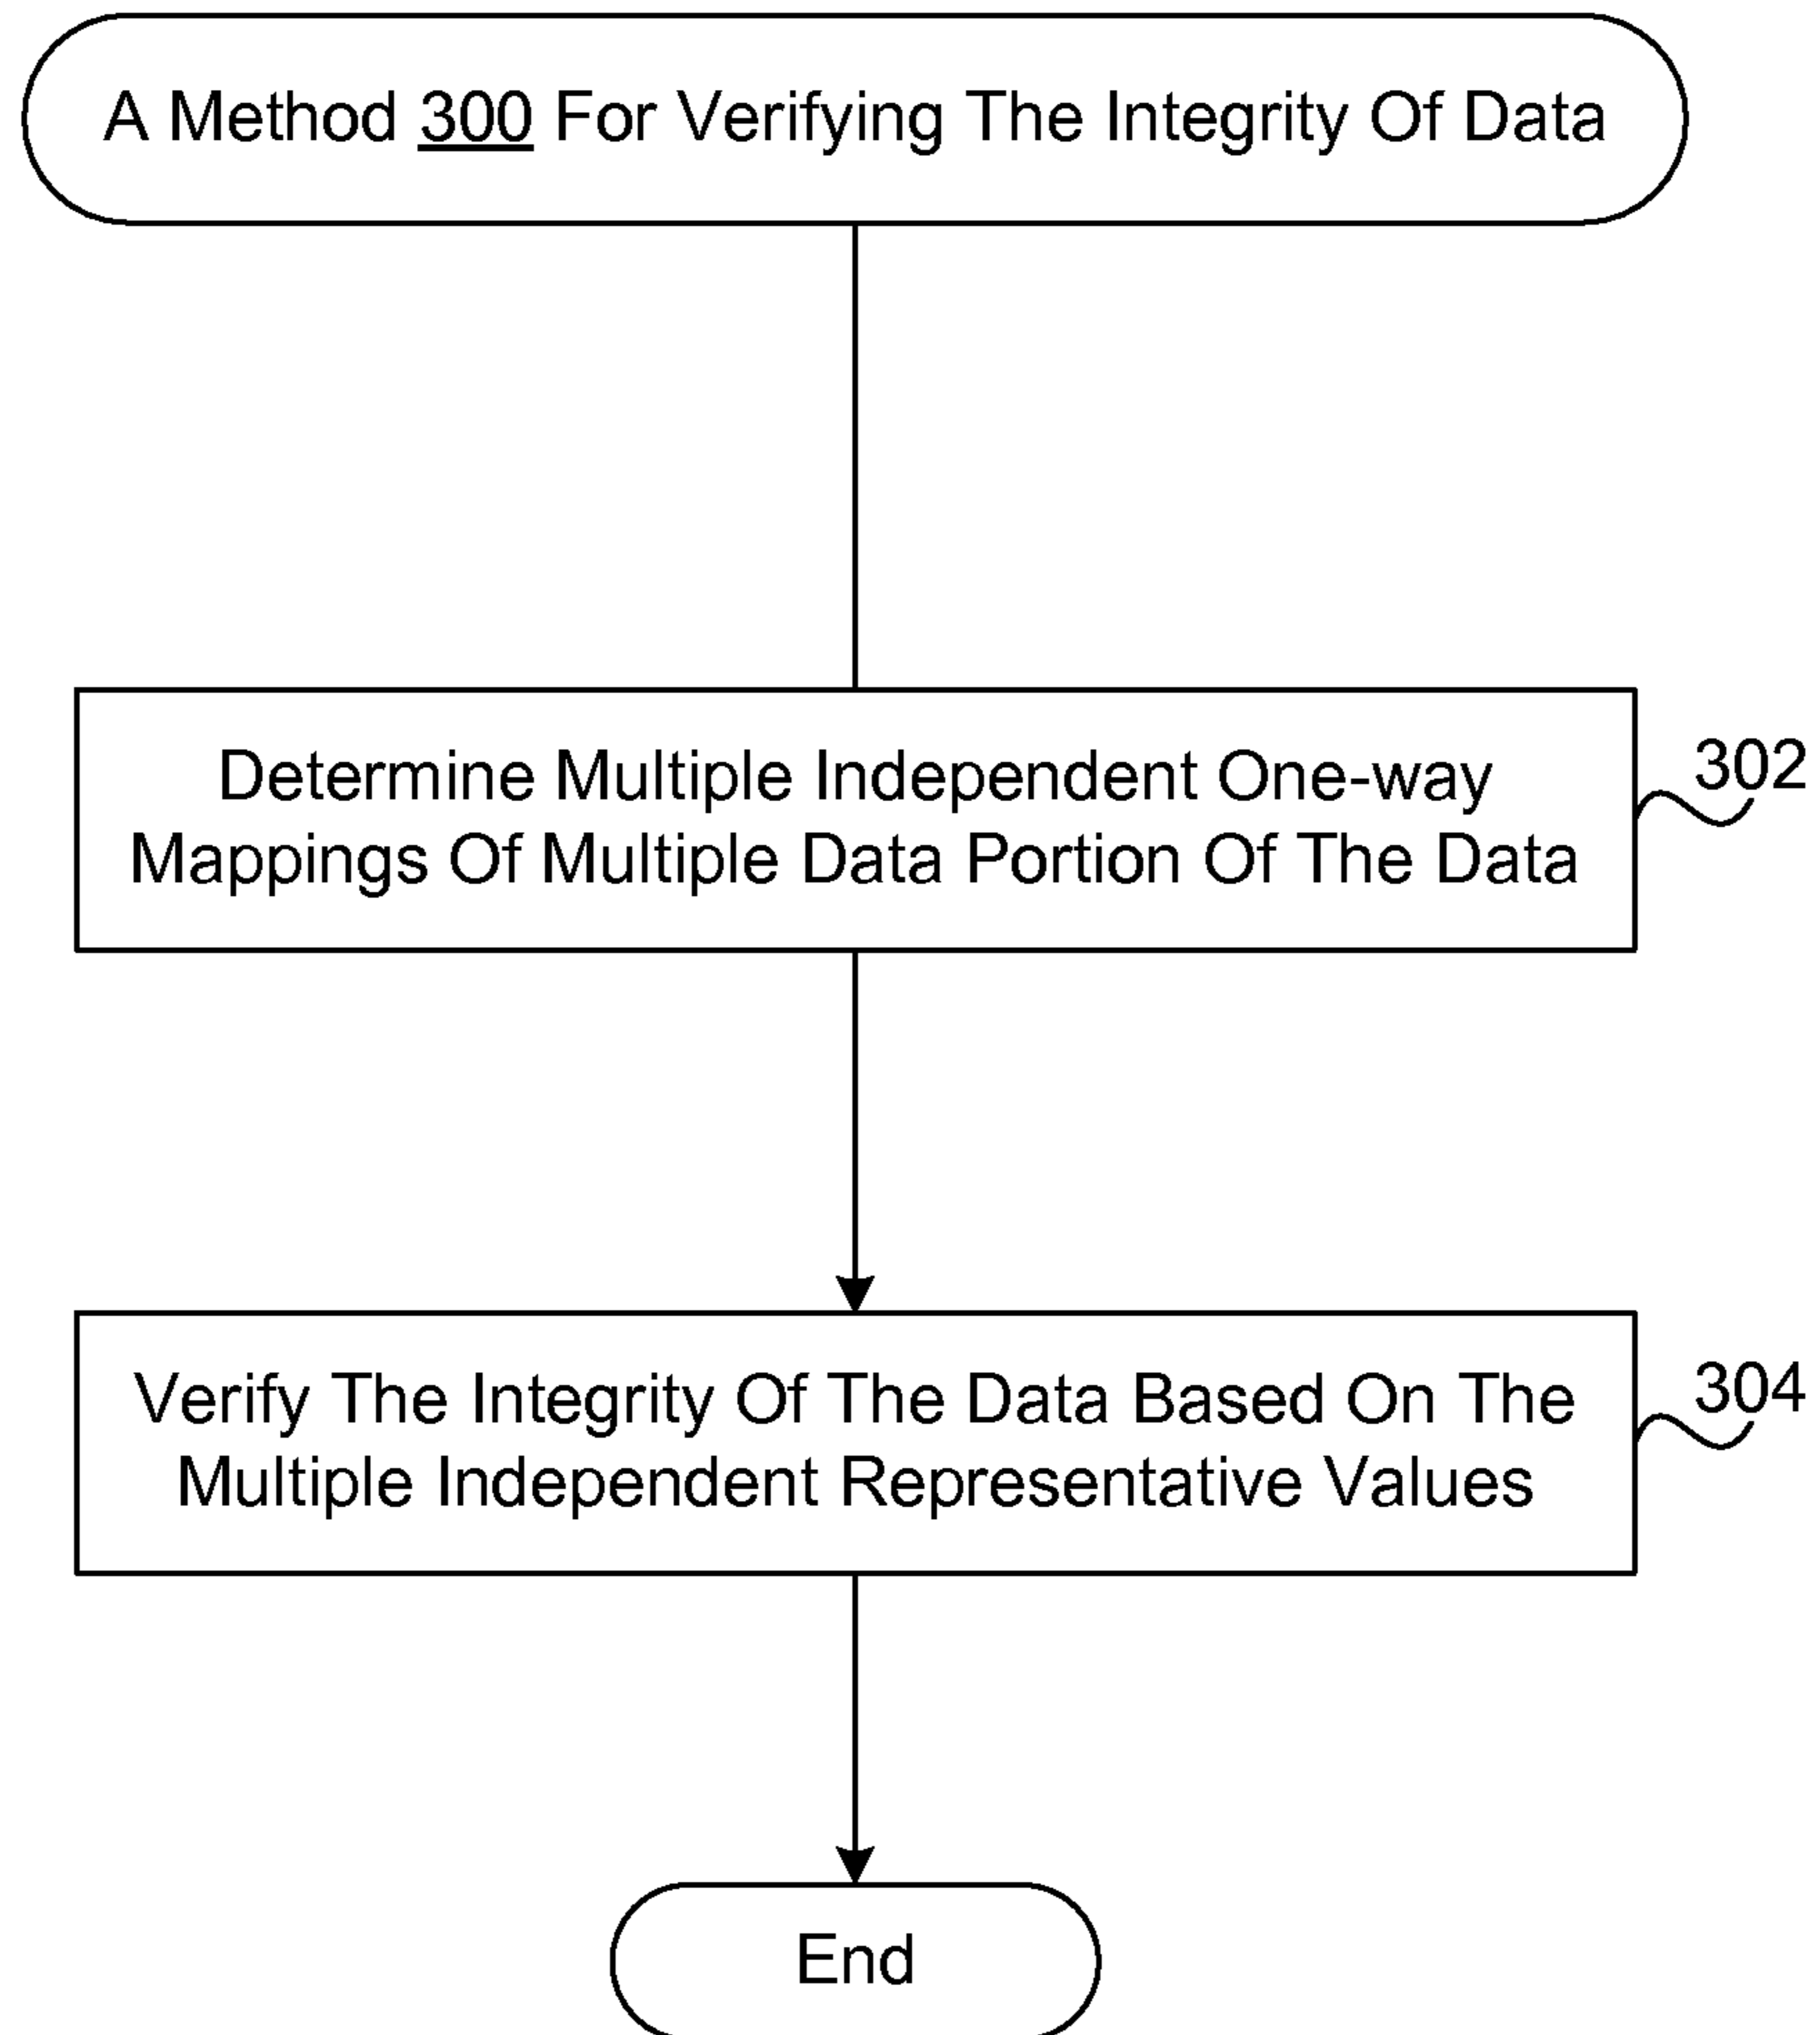 A Method 300 For Verifying The Integrity Of Data
Determine Multiple Independent One-way
Mappings Of Multiple Data Portion Of The Data
302
Verify The Integrity Of The Data Based On The
Multiple Independent Representative Values
304
End